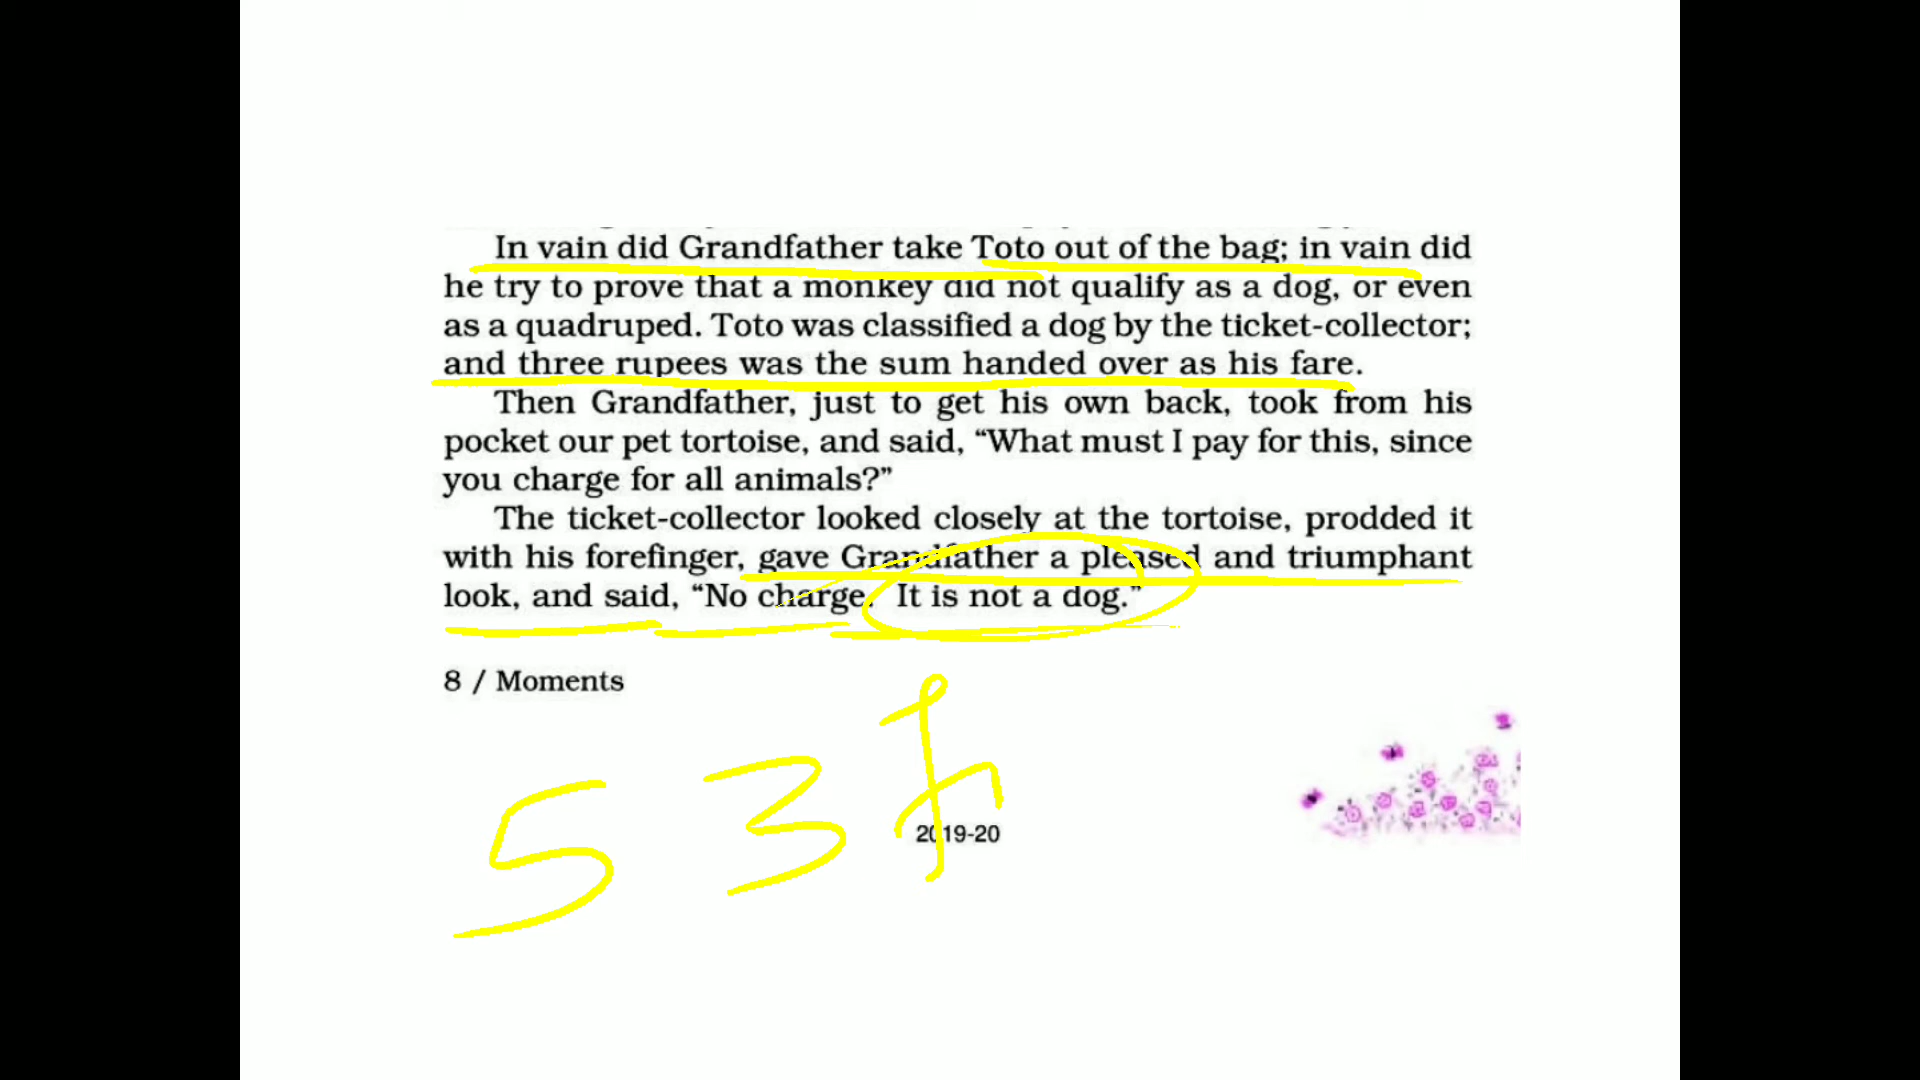 In vain did Grandfather take Toto out of the bag; in vain did
he try to prove that a monkey did not qualify as a dog, or even
as a quadruped. Toto was classified a dog by the ticket-collector;
and three rupees was the sum handed over as his fare.
Then Grandfather, just to get his own back, took from his
pocket our pet tortoise, and said, “What must I pay for this, since
you charge for all animals?”
The ticket-collector looked closely at the tortoise, prodded it
with his forefinger, gave Grandfather a pleased and triumphant
look, and said, “No charge. It is not a dog.”
8 / Moments
5 3
2019-20